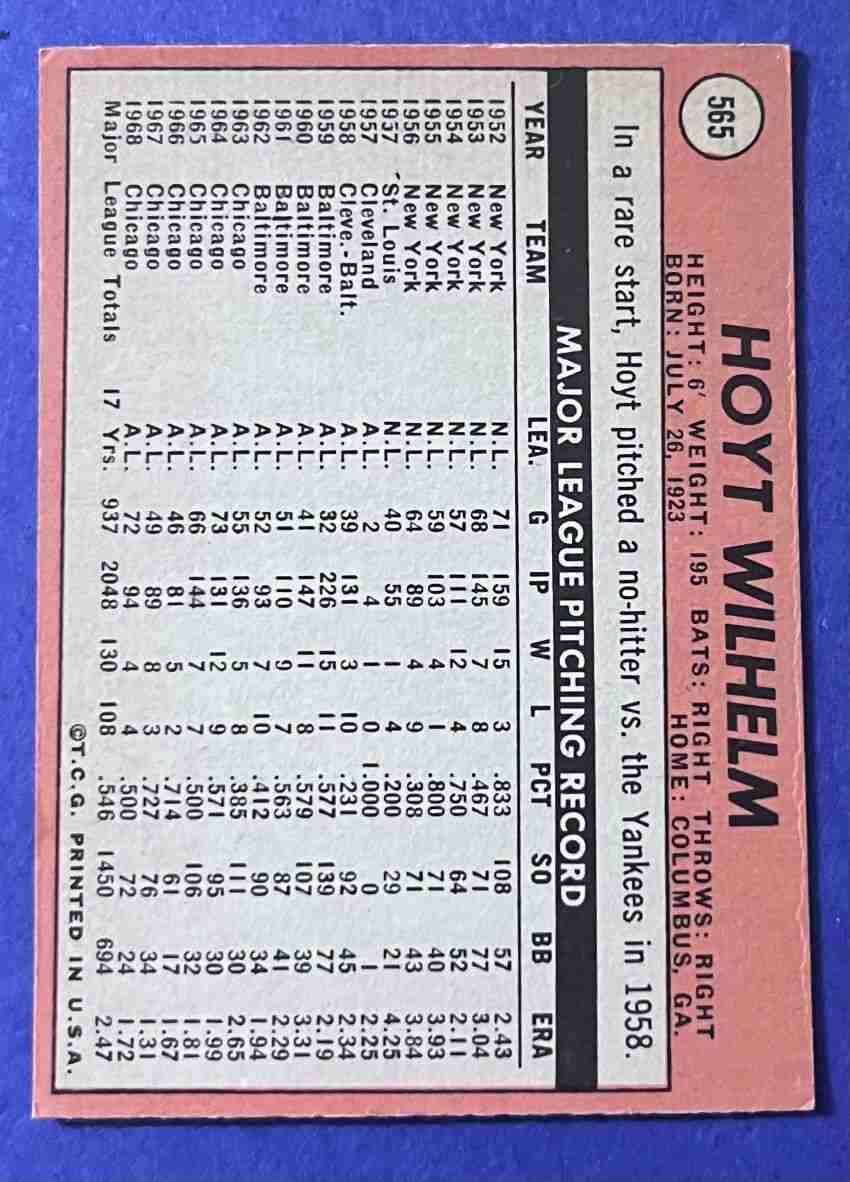 565
HOYT WILHELM
HEIGHT: 6' WEIGHT: 195 BATS: RIGHT THROWS: RIGHT
BORN: JULY 26, 1923 HOME: COLUMBUS, GA.
In a rare start, Hoyt pitched a no-hitter vs. the Yankees in 1958.
MAJOR LEAGUE PITCHING RECORD
YEAR TEAM LEA. G IP W L PCT SO BB ERA
1952 New York N.L. 71 159 15 3 .833 108 57 2.43
1953 New York N.L. 68 145 7 8 .467 71 77 3.04
1954 New York N.L. 57 111 12 4 .750 64 52 2.11
1955 New York N.L. 59 103 4 1 .800 71 40 3.93
1956 New York N.L. 64 89 4 9 .308 71 43 3.84
1957 St. Louis N.L. 40 55 1 4 .200 29 21 4.25
1957 Cleveland A.L. 2 4 1 0 1.000 0 1 2.25
1958 Cleve.-Balt. A.L. 39 131 3 10 .231 92 45 2.34
1959 Baltimore A.L. 32 226 15 11 .577 139 77 2.19
1960 Baltimore A.L. 41 147 11 8 .579 107 39 3.31
1961 Baltimore A.L. 51 110 9 7 .563 87 41 2.29
1962 Baltimore A.L. 52 93 7 10 .412 90 34 1.94
1963 Chicago A.L. 55 136 5 8 .385 111 30 2.65
1964 Chicago A.L. 73 131 12 9 .571 95 30 1.99
1965 Chicago A.L. 66 144 7 7 .500 106 32 1.81
1966 Chicago A.L. 46 81 5 2 .714 61 17 1.67
1967 Chicago A.L. 49 89 8 3 .727 76 34 1.31
1968 Chicago A.L. 72 94 4 4 .500 72 24 1.72
Major League Totals 17 Yrs. 937 2048 130 108 .546 1450 694 2.47
©T.C.G. PRINTED IN U.S.A.